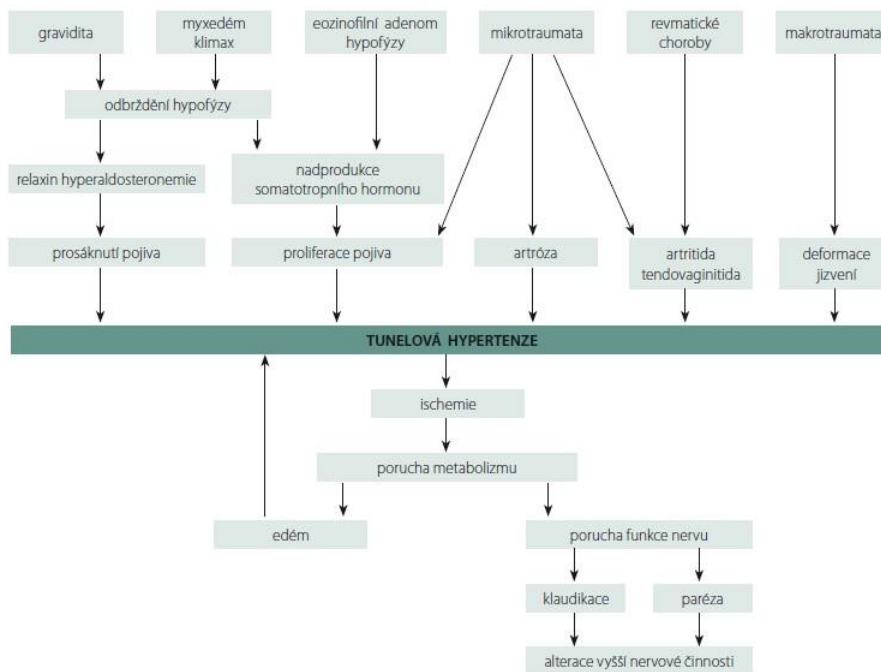 gravidita
myxedém
klimax
eozinofilní adenom
hypofýzy
mikrotraumata
revmatické
choroby
makrotraumata
odbrždění hypofýzy
relaxin hyperaldosteronemie
nadprodukce
somatotropního hormonu
prosáknutí pojiva
proliferace pojiva
artróza
artritida
tendovaginitida
deformace
jizvení
TUNELOVÁ HYPERTENZE
ischemie
porucha metabolizmu
edém
porucha funkce nervu
klaudikace
paréza
alterace vyšší nervové činnosti